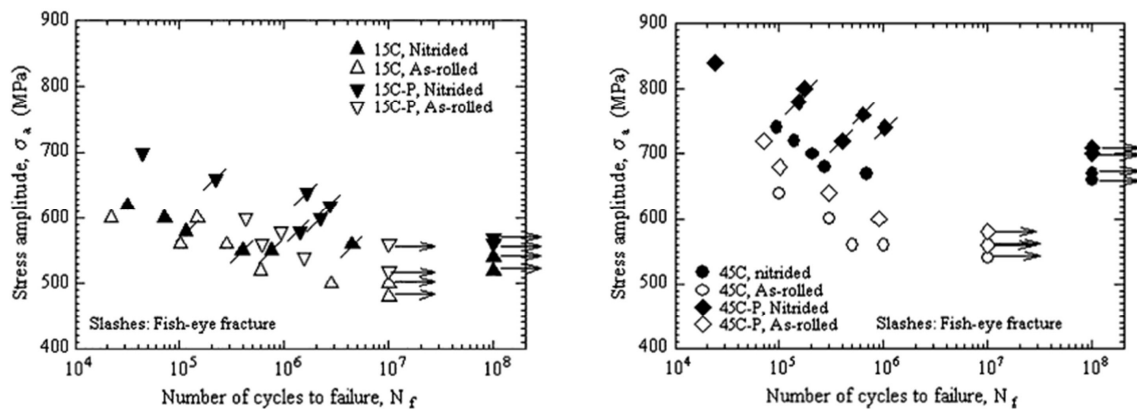 900
800
700
600
500
400
10^4
10^5
10^6
10^7
10^8
Stress amplitude, σ_a (MPa)
Number of cycles to failure, N_f
15C, Nitrided
15C, As-rolled
15C-P, Nitrided
15C-P, As-rolled
Slashes: Fish-eye fracture
900
800
700
600
500
400
10^4
10^5
10^6
10^7
10^8
Stress amplitude, σ_a (MPa)
Number of cycles to failure, N_f
45C, nitrided
45C, As-rolled
45C-P, Nitrided
45C-P, As-rolled
Slashes: Fish-eye fracture